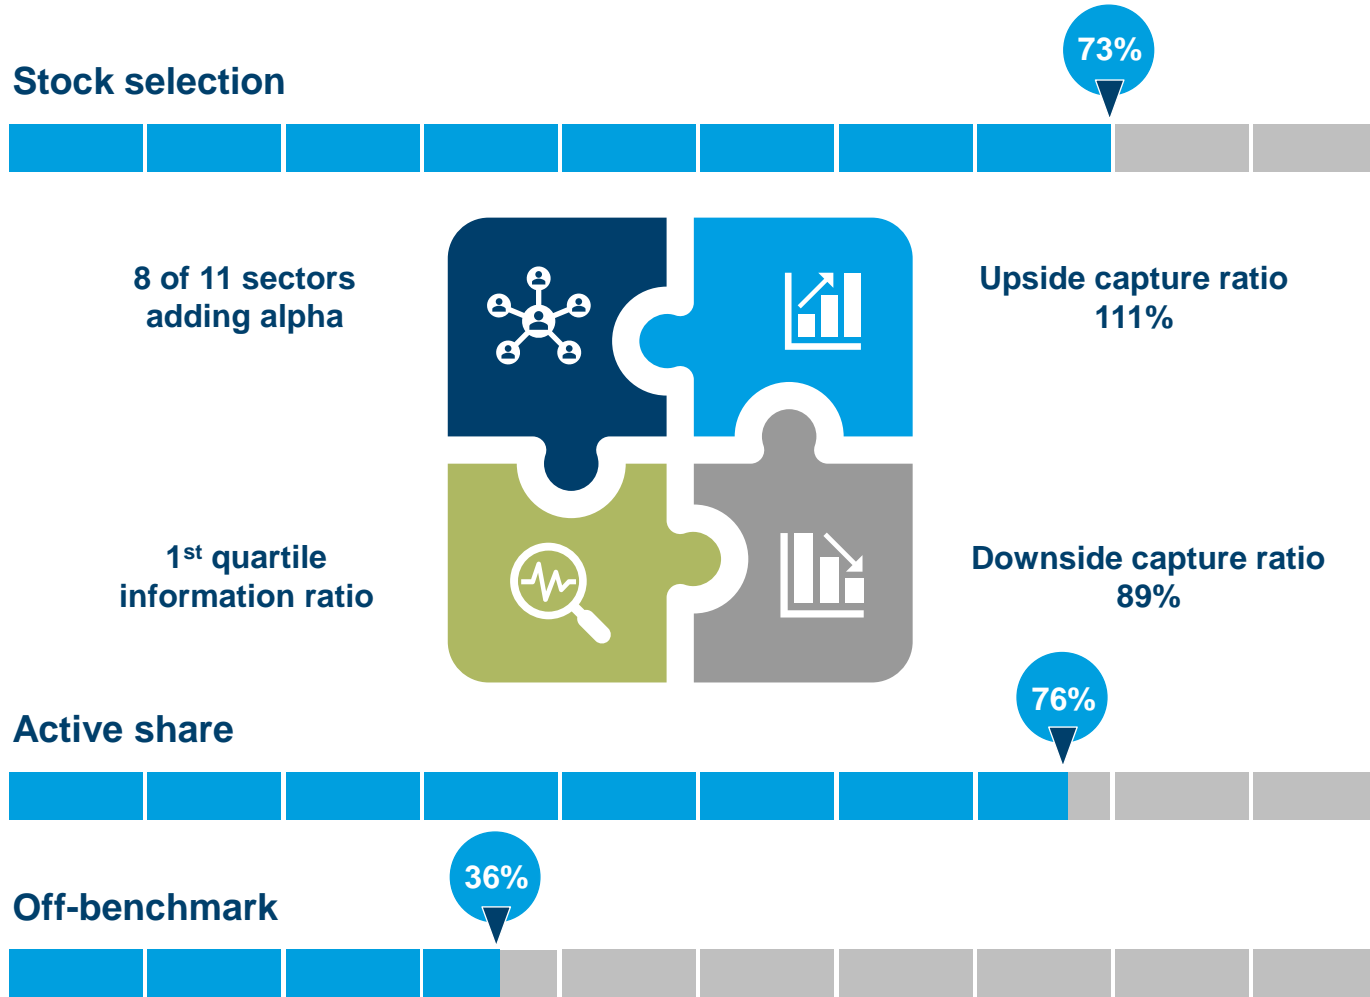 73%
Stock selection
8 of 11 sectors
adding alpha
Upside capture ratio
111%
1st quartile
information ratio
Downside capture ratio
89%
76%
Active share
36%
Off-benchmark